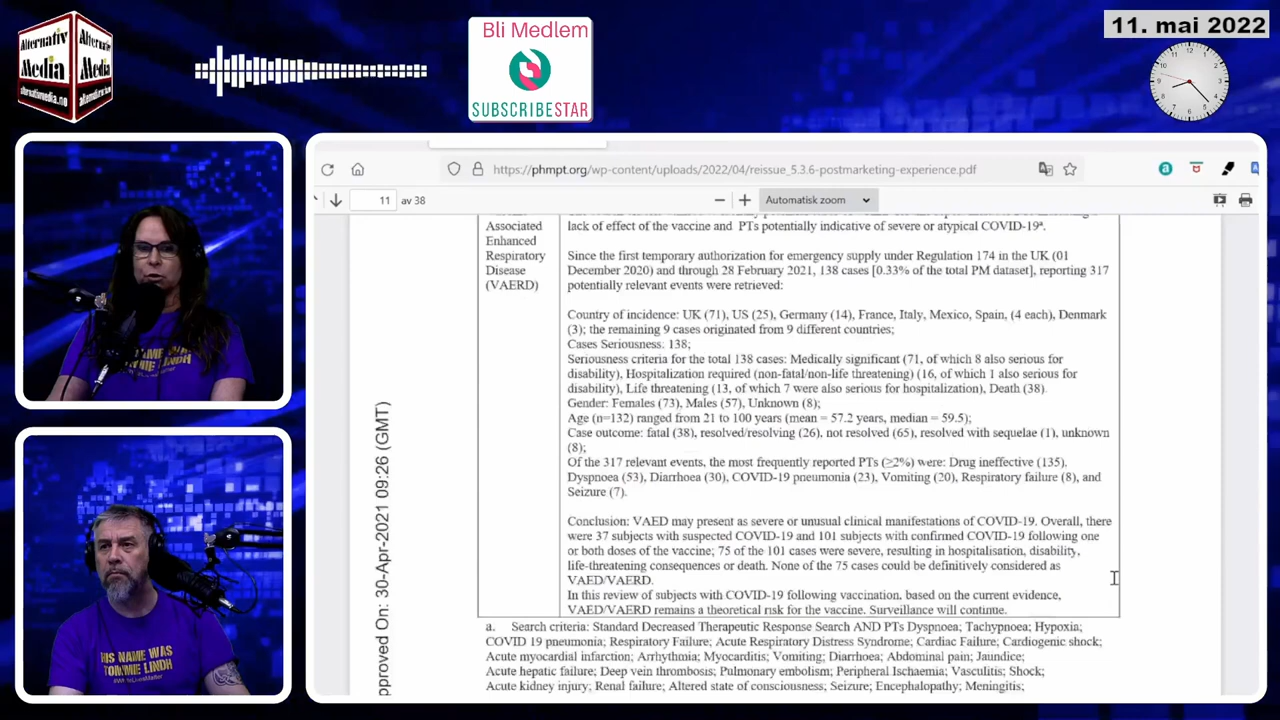 Alternativ
Media
alternativmedia.no
Alternativ
Media
Bli Medlem
SUBSCRIBESTAR
11. mai 2022
https://phmpt.org/wp-content/uploads/2022/04/reissue_5.3.6-postmarketing-experience.pdf
11 av 38
Automatisk zoom
Associated
Enhanced
Respiratory
Disease
(VAERD)
lack of effect of the vaccine and PTs potentially indicative of severe or atypical COVID-19ª.
Since the first temporary authorization for emergency supply under Regulation 174 in the UK (01
December 2020) and through 28 February 2021, 138 cases [0.33% of the total PM dataset], reporting 317
potentially relevant events were retrieved:
Country of incidence: UK (71), US (25), Germany (14), France, Italy, Mexico, Spain, (4 each), Denmark
(3); the remaining 9 cases originated from 9 different countries;
Cases Seriousness: 138;
Seriousness criteria for the total 138 cases: Medically significant (71, of which 8 also serious for
disability), Hospitalization required (non-fatal/non-life threatening) (16, of which 1 also serious for
disability), Life threatening (13, of which 7 were also serious for hospitalization), Death (38).
Gender: Females (73), Males (57), Unknown (8);
Age (n=132) ranged from 21 to 100 years (mean = 57.2 years, median = 59.5);
Case outcome: fatal (38), resolved/resolving (26), not resolved (65), resolved with sequelae (1), unknown
(8);
Of the 317 relevant events, the most frequently reported PTs (≥2%) were: Drug ineffective (135),
Dyspnoea (53), Diarrhoea (30), COVID-19 pneumonia (23), Vomiting (20), Respiratory failure (8), and
Seizure (7).
Conclusion: VAED may present as severe or unusual clinical manifestations of COVID-19. Overall, there
were 37 subjects with suspected COVID-19 and 101 subjects with confirmed COVID-19 following one
or both doses of the vaccine; 75 of the 101 cases were severe, resulting in hospitalisation, disability,
life-threatening consequences or death. None of the 75 cases could be definitively considered as
VAED/VAERD.
In this review of subjects with COVID-19 following vaccination, based on the current evidence,
VAED/VAERD remains a theoretical risk for the vaccine. Surveillance will continue.
a. Search criteria: Standard Decreased Therapeutic Response Search AND PTs Dyspnoea; Tachypnoea; Hypoxia;
COVID 19 pneumonia; Respiratory Failure; Acute Respiratory Distress Syndrome; Cardiac Failure; Cardiogenic shock;
Acute myocardial infarction; Arrhythmia; Myocarditis; Vomiting; Diarrhoea; Abdominal pain; Jaundice;
Acute hepatic failure; Deep vein thrombosis; Pulmonary embolism; Peripheral Ischaemia; Vasculitis; Shock;
Acute kidney injury; Renal failure; Altered state of consciousness; Seizure; Encephalopathy; Meningitis;
pproved On: 30-Apr-2021 09:26 (GMT)
HIS NAME WAS
TOMMIE LINDH